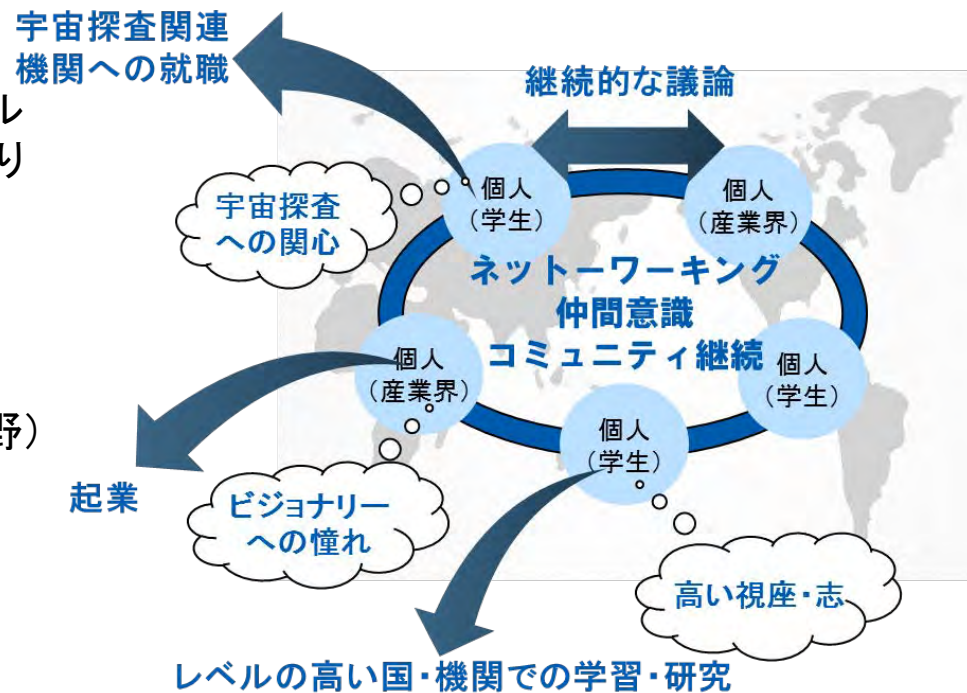 宇宙探査関連
機関への就職
ル
り
継続的な議論
個人
（学生）
個人
（産業界）
宇宙探査
への関心
ネットーワーキング
仲間意識
コミュニティ継続
個人
（産業界）
個人
（学生）
野）
個人
（学生）
起業
ビジョナリー
への憧れ
高い視座・志
レベルの高い国・機関での学習・研究